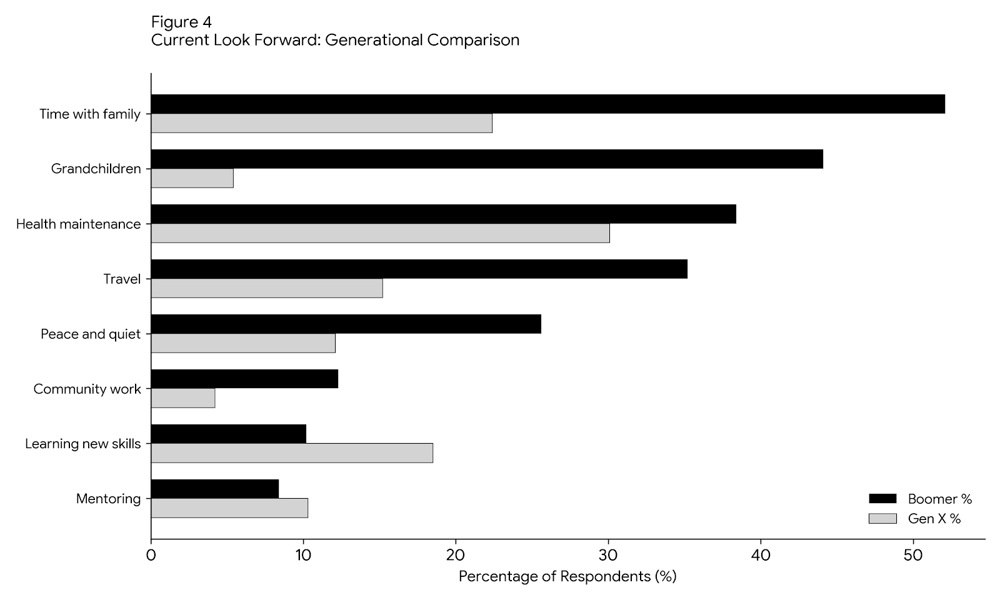 Figure 4
Current Look Forward: Generational Comparison
Time with family
Grandchildren
Health maintenance
Travel
Peace and quiet
Community work
Learning new skills
Mentoring
Boomer %
Gen X %
0 10 20 30 40 50
Percentage of Respondents (%)